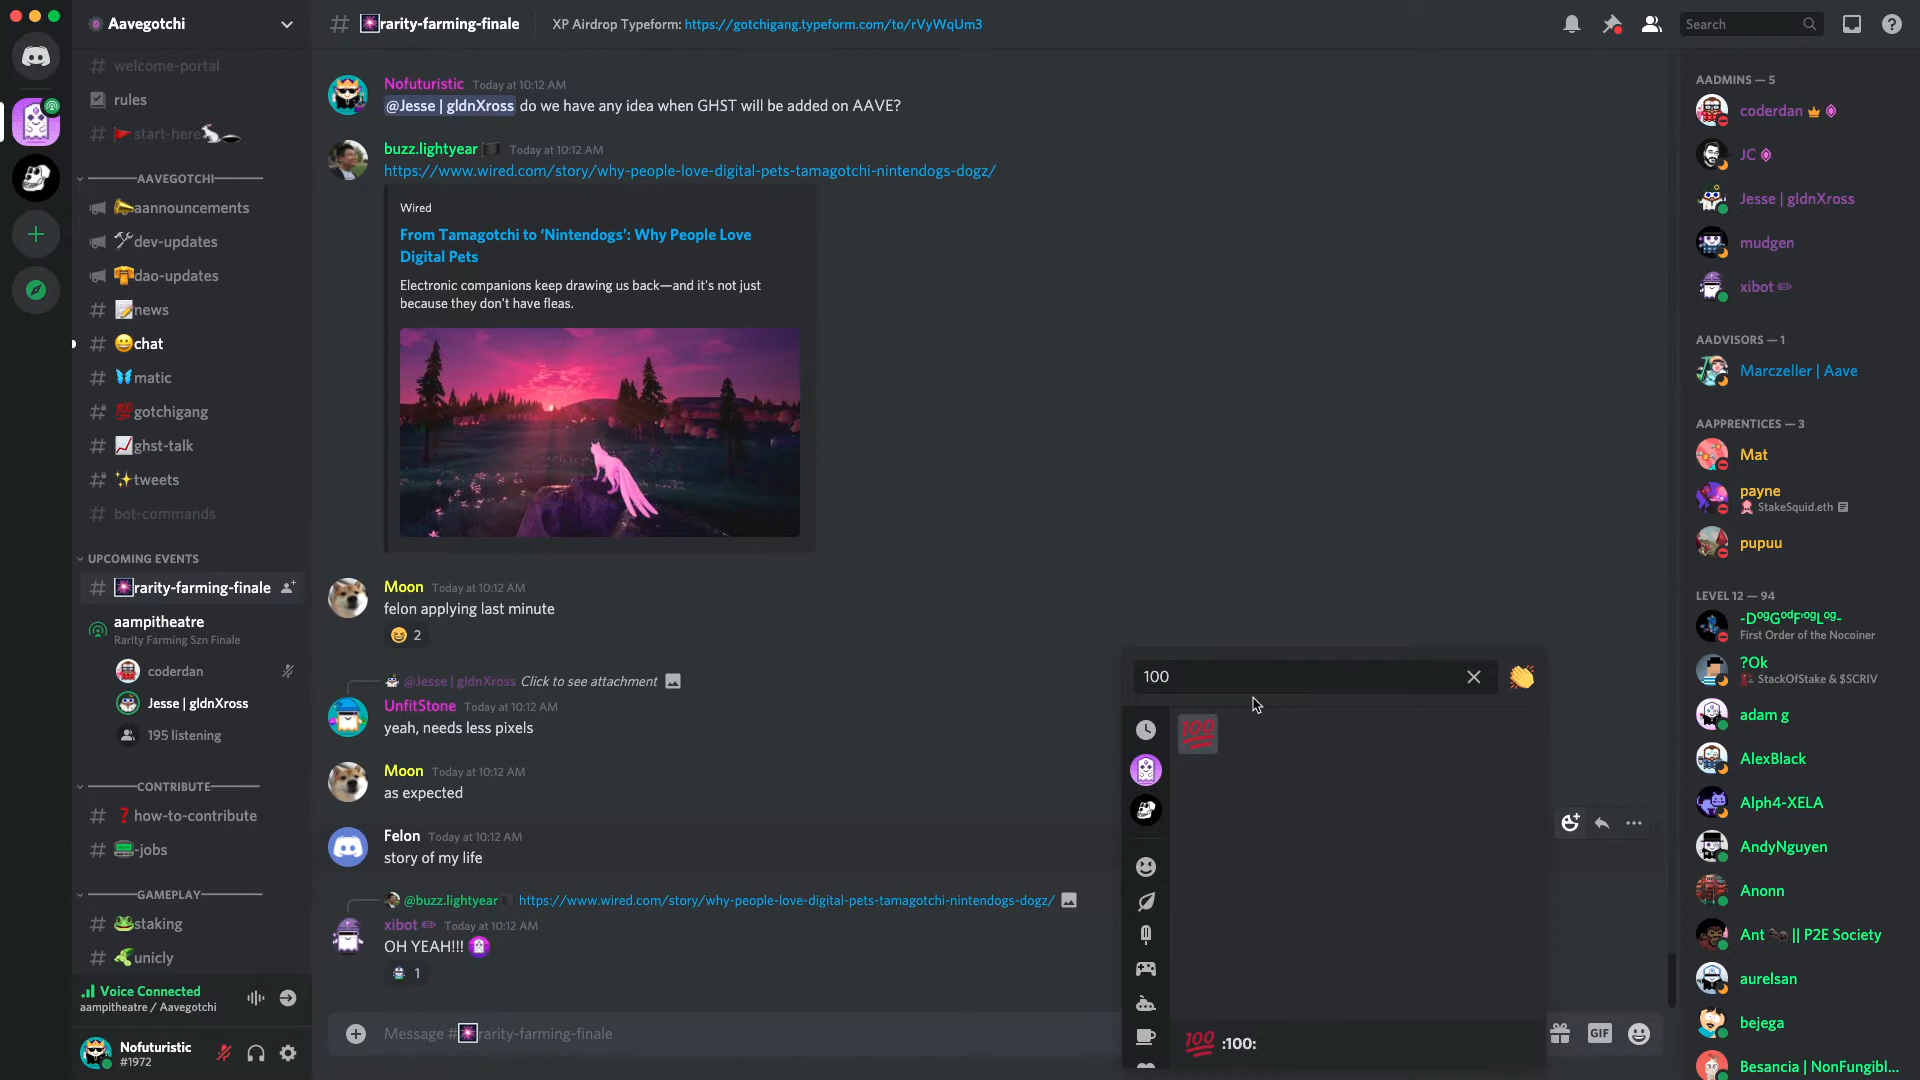 Aavegotchi
rarity-farming-finale
XP Airdrop Typeform: https://gotchigang.typeform.com/to/rVyWqUm3
Search
welcome-portal
rules
start-here
AAVEGOTCHI
aannouncements
dev-updates
dao-updates
news
chat
matic
gotchigang
ghst-talk
tweets
bot-commands
UPCOMING EVENTS
rarity-farming-finale
aampitheatre
Rarity Farming Szn Finale
coderdan
Jesse | gldnXross
195 listening
CONTRIBUTE
how-to-contribute
-jobs
GAMEPLAY
staking
unicly
Voice Connected
aampitheatre / Aavegotchi
Nofuturistic
#1972
Nofuturistic Today at 10:12 AM
@Jesse | gldnXross do we have any idea when GHST will be added on AAVE?
buzz.lightyear Today at 10:12 AM
https://www.wired.com/story/why-people-love-digital-pets-tamagotchi-nintendogs-dogz/
Wired
From Tamagotchi to ‘Nintendogs’: Why People Love
Digital Pets
Electronic companions keep drawing us back—and it's not just
because they don't have fleas.
Moon Today at 10:12 AM
felon applying last minute
2
@Jesse | gldnXross Click to see attachment
UnfitStone Today at 10:12 AM
yeah, needs less pixels
Moon Today at 10:12 AM
as expected
Felon Today at 10:12 AM
story of my life
@buzz.lightyear https://www.wired.com/story/why-people-love-digital-pets-tamagotchi-nintendogs-dogz/
xibot Today at 10:12 AM
OH YEAH!!!
1
Message # rarity-farming-finale
100
100
100 :100:
GIF
AADMINS — 5
coderdan
JC
Jesse | gldnXross
mudgen
xibot
AADVISORS — 1
Marczeller | Aave
AAPRENTICES — 3
Mat
payne
StakeSquid.eth
pupuu
LEVEL 12 — 94
-DᵒᵍGᵒᵈFʳᵒᵍLᵒᵍ-
First Order of the Nocoiner
?Ok
StackOfStake & $SCRIV
adam g
AlexBlack
Alph4-XELA
AndyNguyen
Anonn
Ant || P2E Society
aurelsan
bejega
Besancia | NonFungibl...